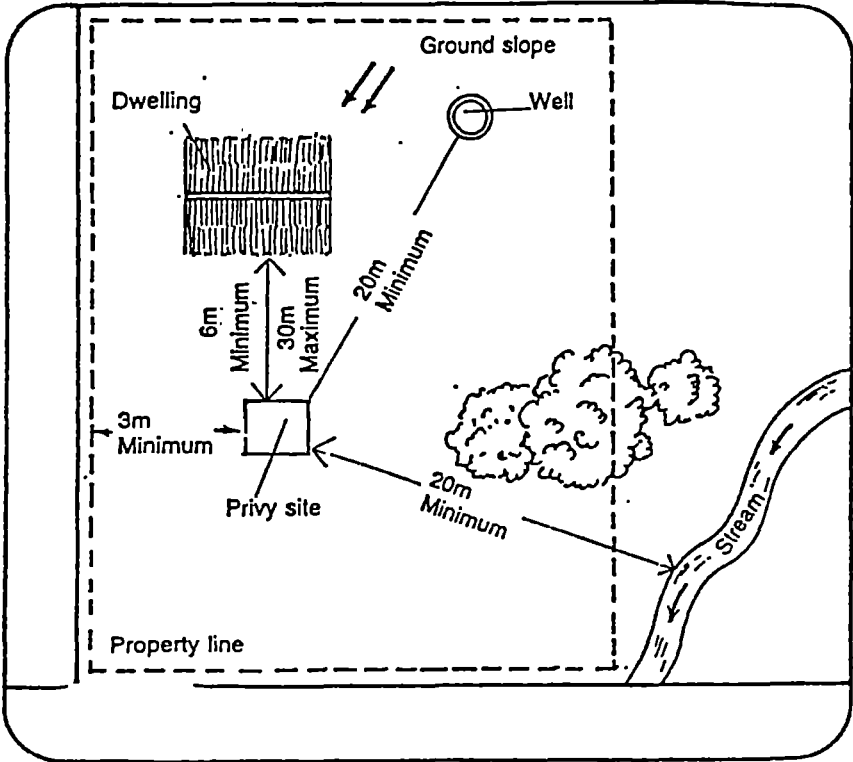 Ground slope
Dwelling
Well
20m
Minimum
6m
Minimum
30m
Maximum
3m
Minimum
20m
Minimum
Privy site
Stream
Property line